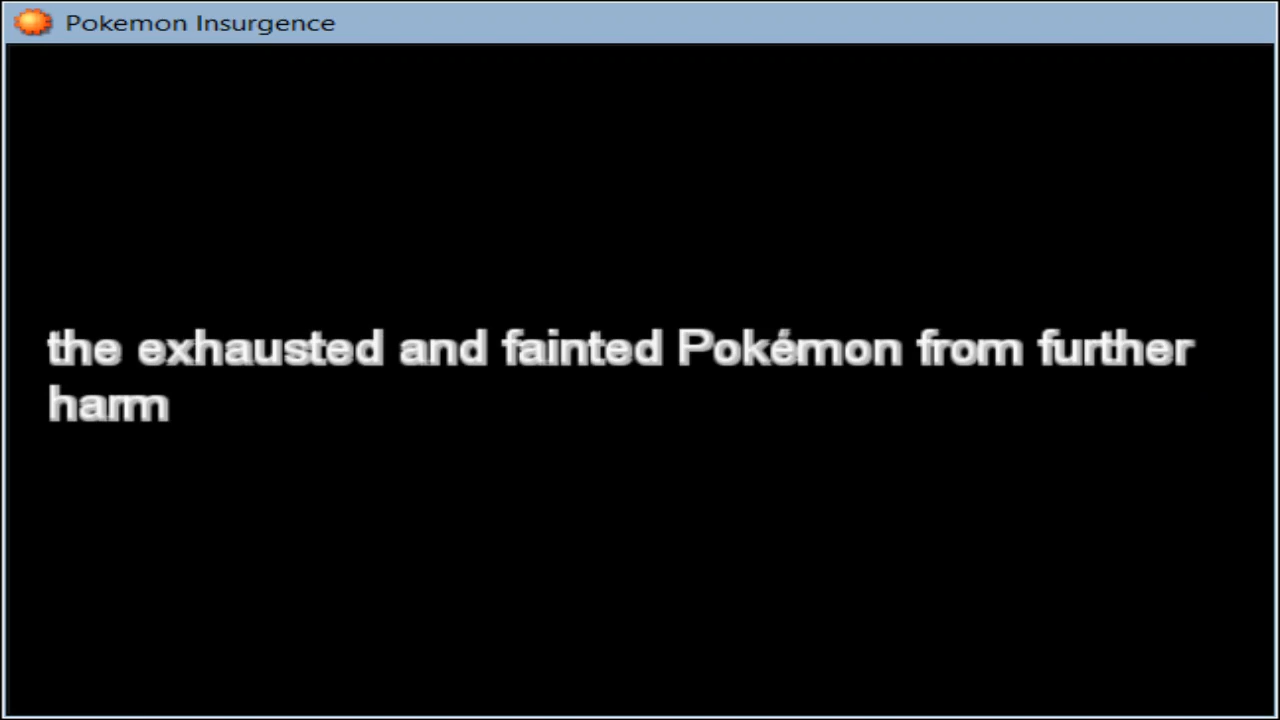 Pokemon Insurgence
the exhausted and fainted Pokémon from further
harm